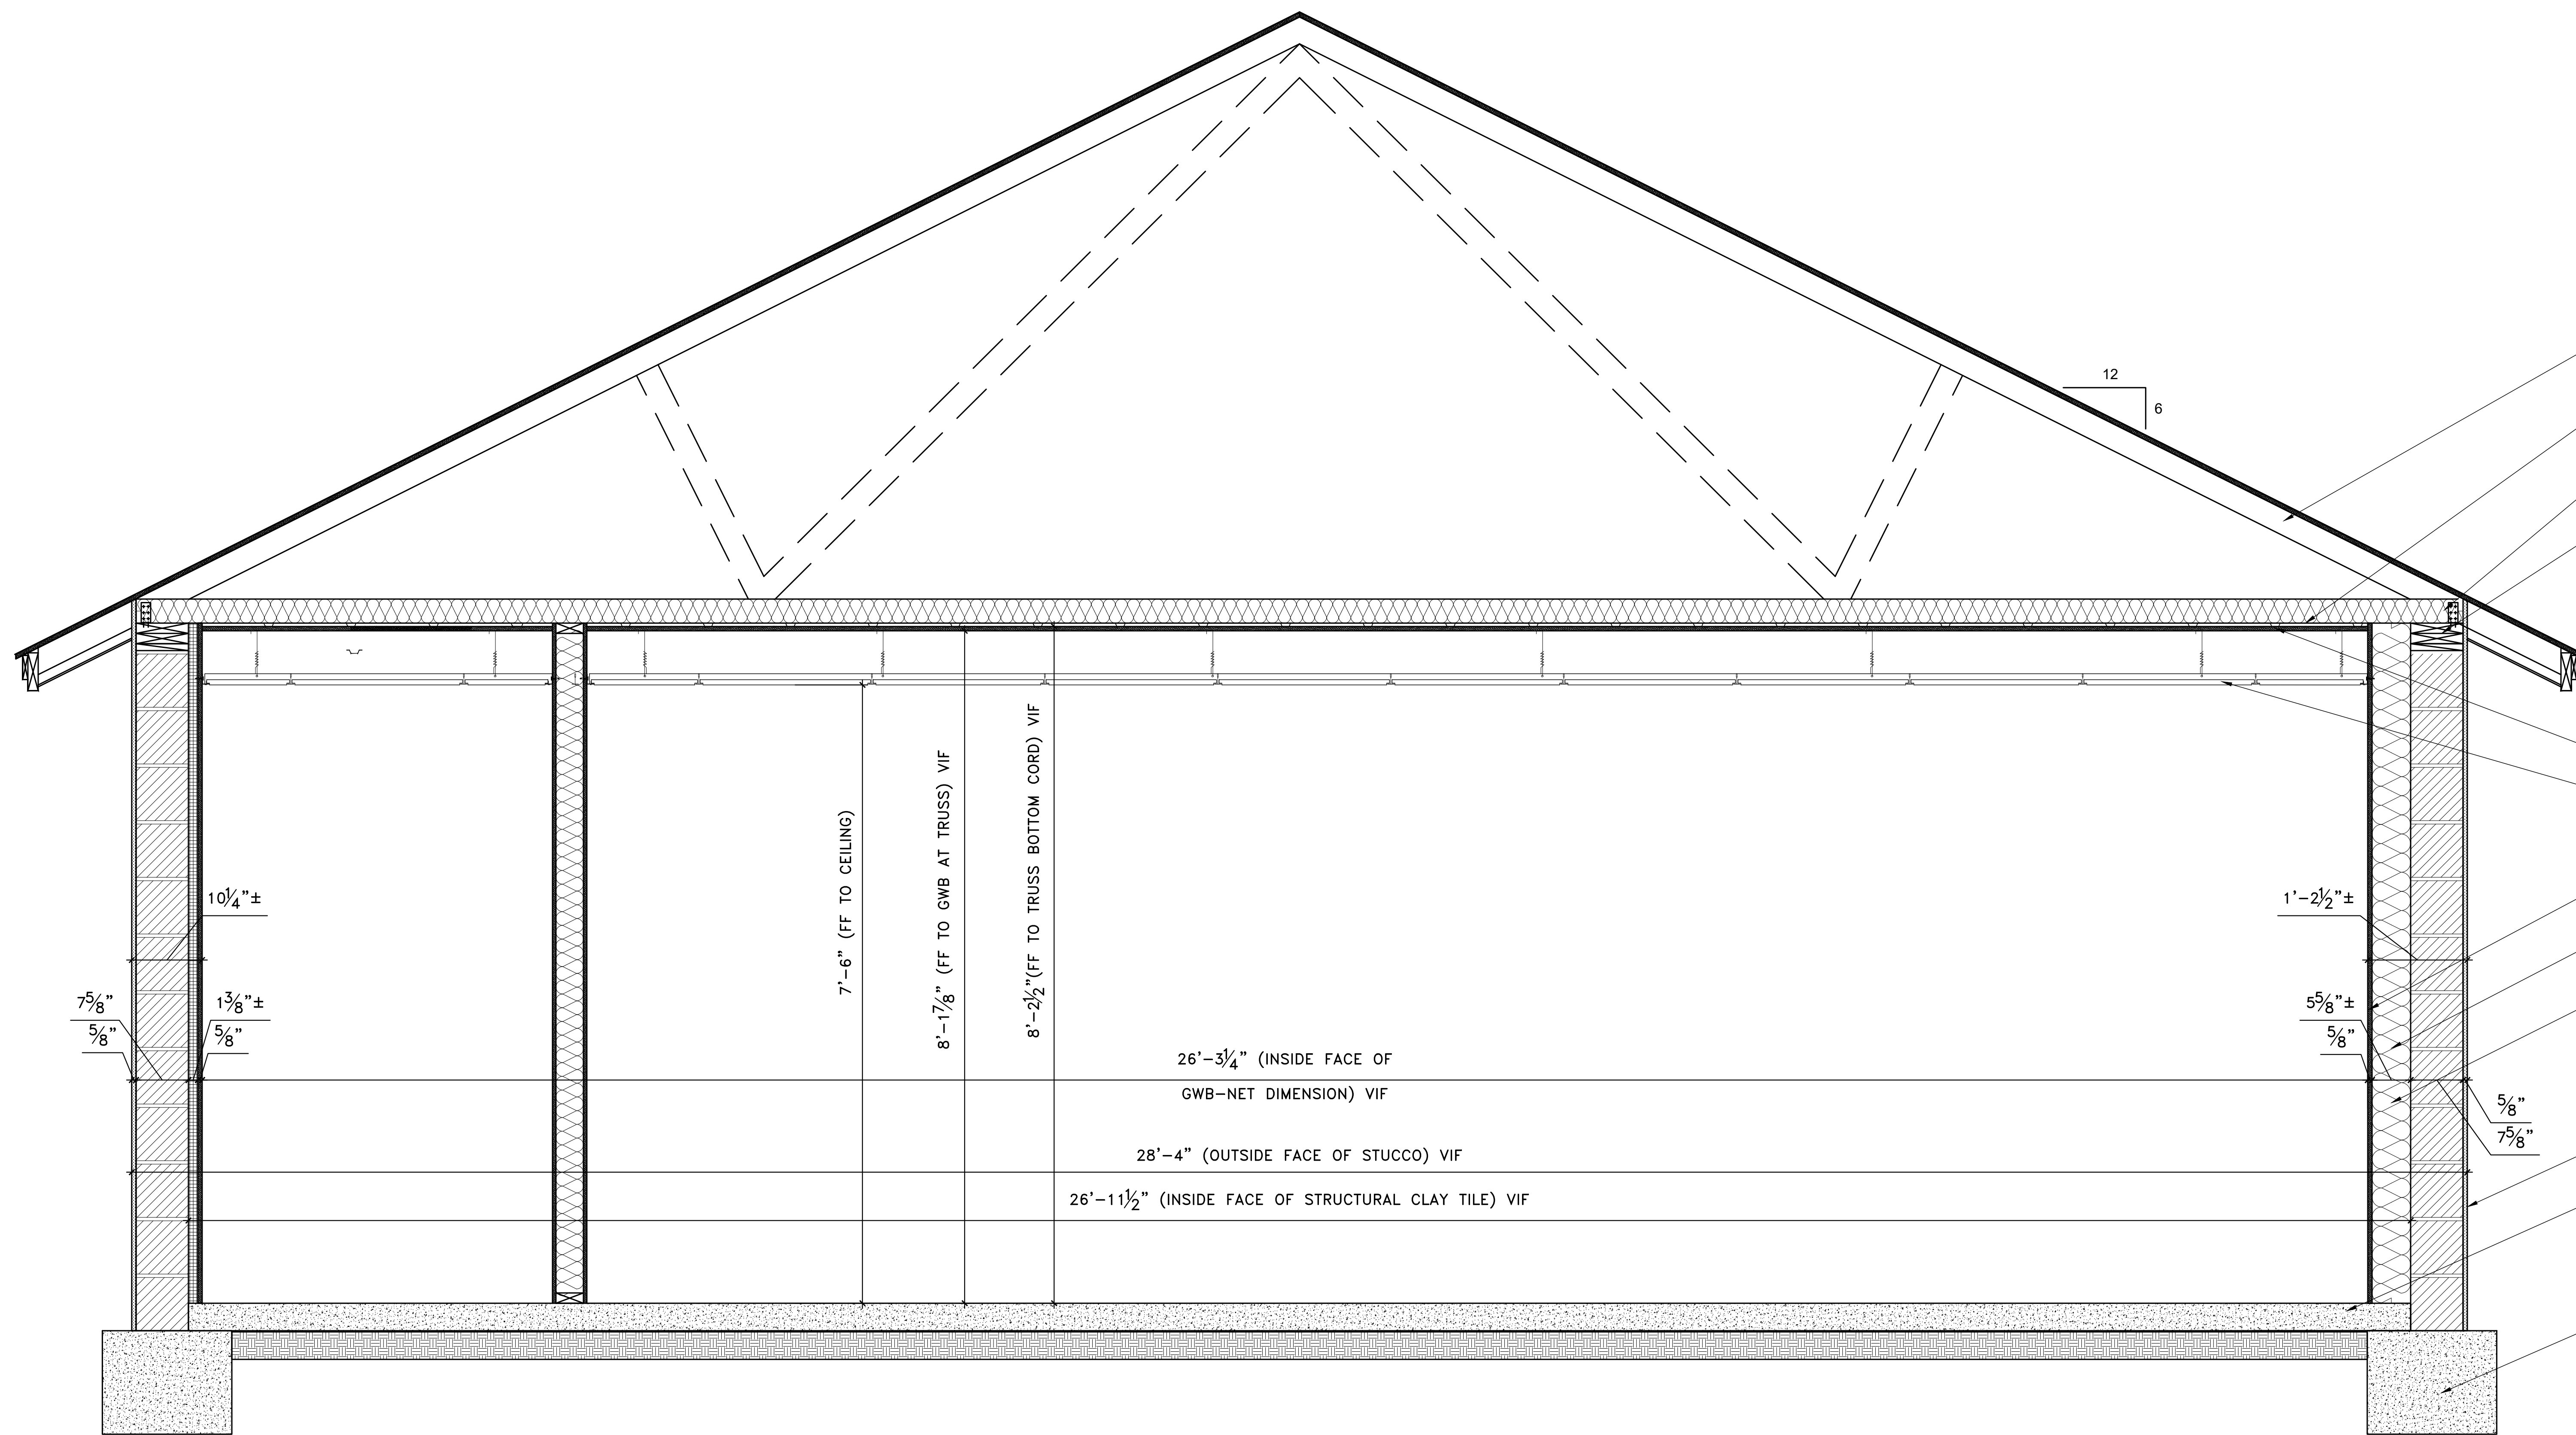 12
6
7'-6" (FF TO CEILING)
8'-1⅞" (FF TO GWB AT TRUSS) VIF
8'-2½"(FF TO TRUSS BOTTOM CORD) VIF
10¼"±
1'-2½"±
7⅝"
1⅜"±
5⅝"±
⅝"
⅝"
⅝"
26'-3¼" (INSIDE FACE OF
GWB-NET DIMENSION) VIF
⅝"
7⅝"
28'-4" (OUTSIDE FACE OF STUCCO) VIF
26'-11½" (INSIDE FACE OF STRUCTURAL CLAY TILE) VIF